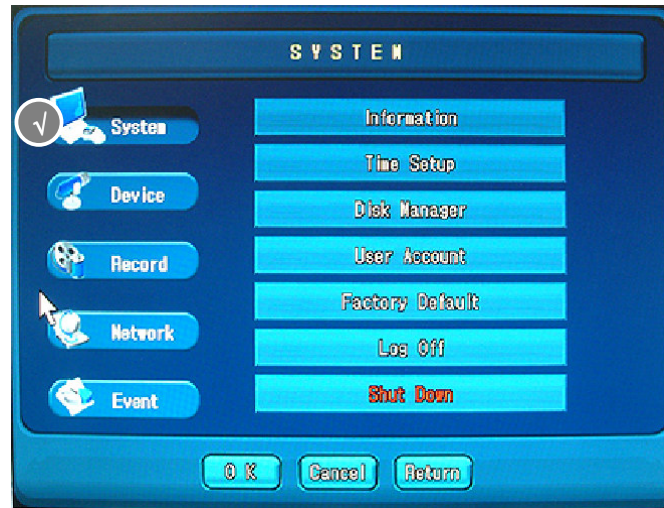 SYSTEM
√
System
Device
Record
Network
Event
Information
Time Setup
Disk Manager
User Account
Factory Default
Log Off
Shut Down
OK Cancel Return